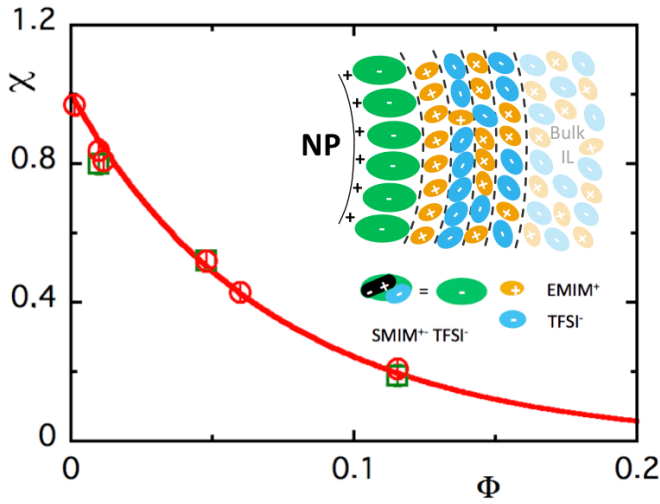 1.2
χ
0.8
0.4
0
0
0.1
0.2
Φ
NP
Bulk
IL
= EMIM⁺
TFSI⁻
SMIM⁺⁻ TFSI⁻